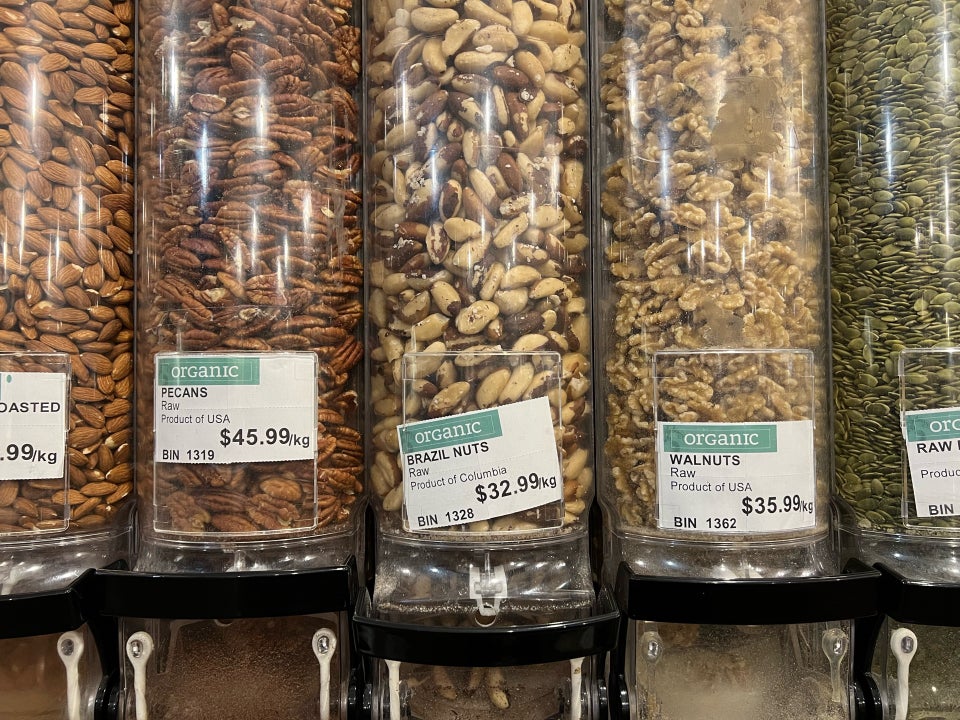 OASTED
.99/kg
organic
PECANS
Raw
Product of USA
$45.99/kg
BIN 1319
organic
BRAZIL NUTS
Raw
Product of Columbia
$32.99/kg
BIN 1328
organic
WALNUTS
Raw
Product of USA
$35.99/kg
BIN 1362
org
RAW
Produc
BIN